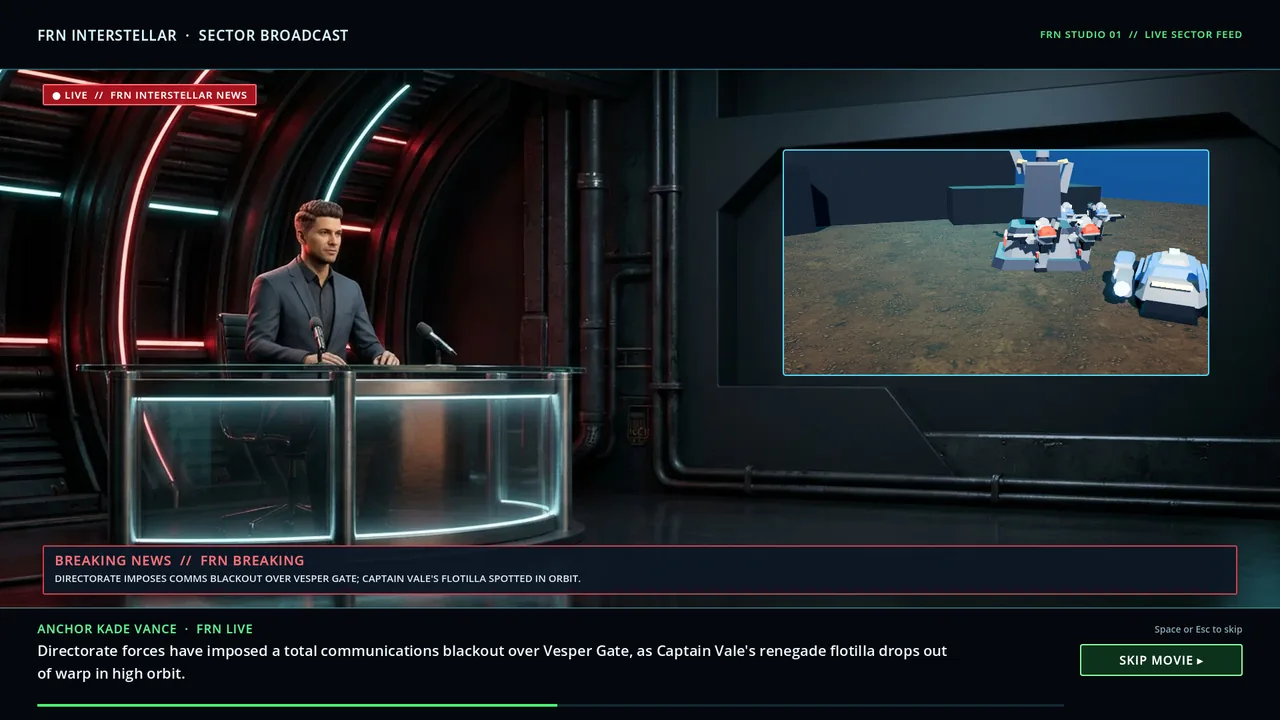 FRN INTERSTELLAR · SECTOR BROADCAST
FRN STUDIO 01 // LIVE SECTOR FEED
● LIVE // FRN INTERSTELLAR NEWS
BREAKING NEWS // FRN BREAKING
DIRECTORATE IMPOSES COMMS BLACKOUT OVER VESPER GATE; CAPTAIN VALE'S FLOTILLA SPOTTED IN ORBIT.
ANCHOR KADE VANCE · FRN LIVE
Space or Esc to skip
Directorate forces have imposed a total communications blackout over Vesper Gate, as Captain Vale's renegade flotilla drops out
of warp in high orbit.
SKIP MOVIE ▸